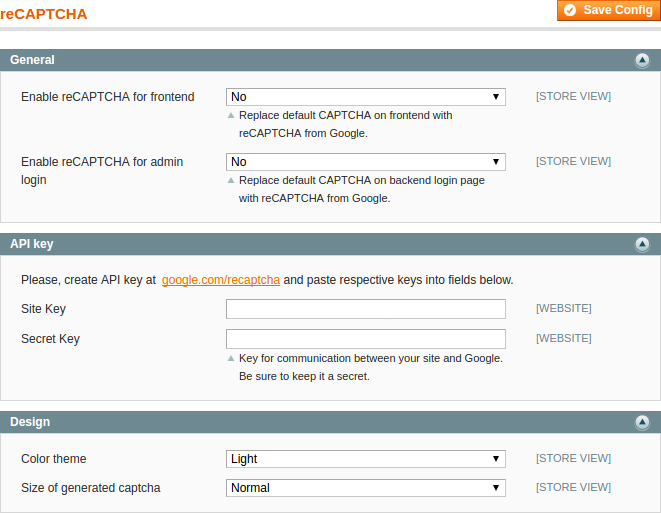 reCAPTCHA
Save Config
General
Enable reCAPTCHA for frontend No [STORE VIEW]
Replace default CAPTCHA on frontend with
reCAPTCHA from Google.
Enable reCAPTCHA for admin No [STORE VIEW]
login
Replace default CAPTCHA on backend login page
with reCAPTCHA from Google.
API key
Please, create API key at google.com/recaptcha and paste respective keys into fields below.
Site Key [WEBSITE]
Secret Key [WEBSITE]
Key for communication between your site and Google.
Be sure to keep it a secret.
Design
Color theme Light [STORE VIEW]
Size of generated captcha Normal [STORE VIEW]